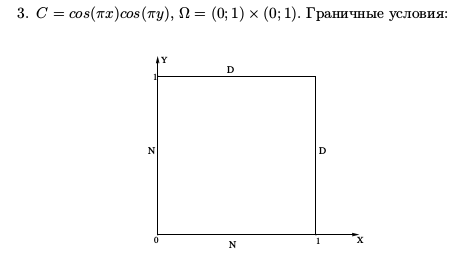 3. C = cos(πx)cos(πy), Ω = (0; 1) × (0; 1). Граничные условия:
Y
1
D
N
D
0
N
1
X